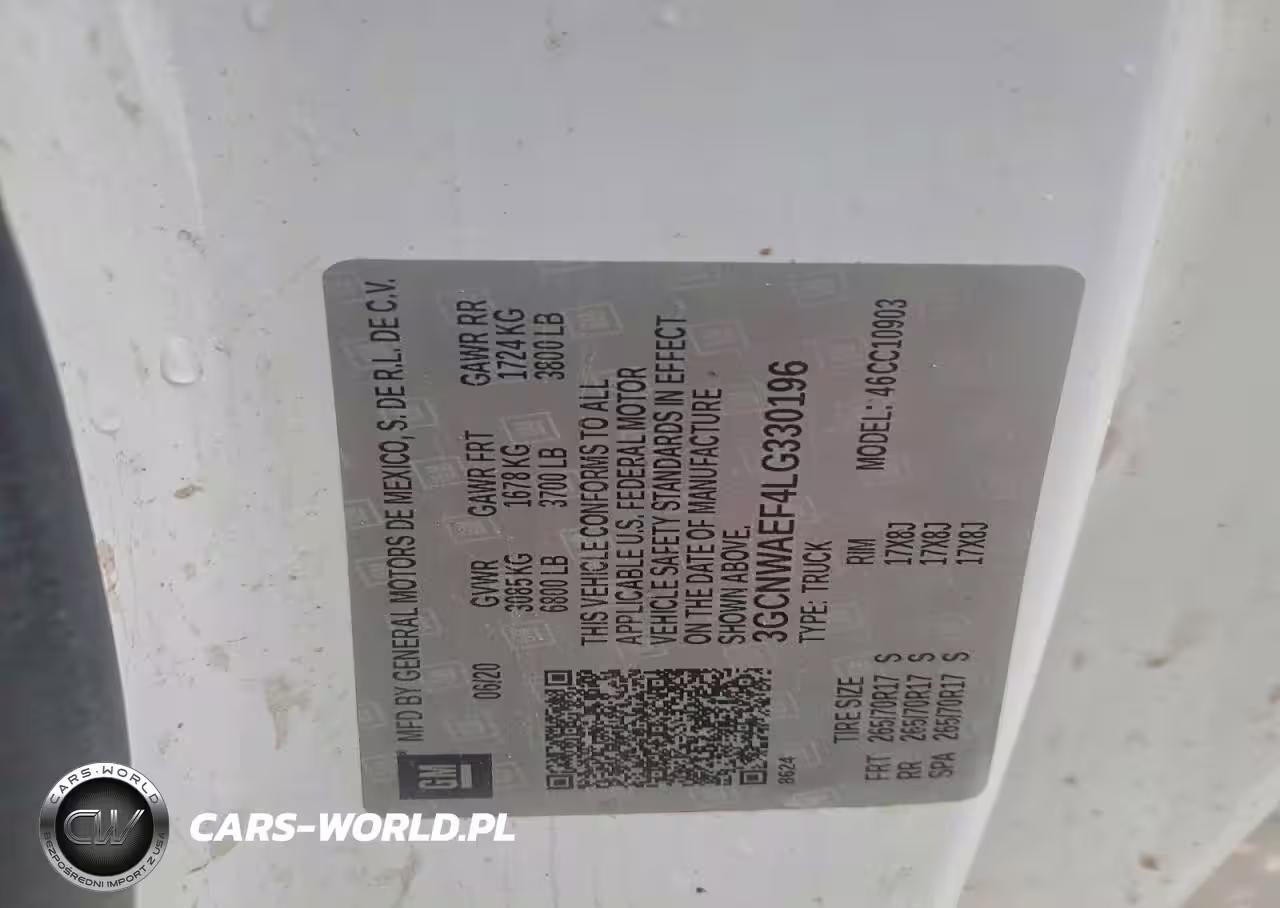 GM
MFD BY GENERAL MOTORS DE MEXICO, S. DE R.L. DE C.V.
06/20 GVWR GAWR FRT GAWR RR
3085 KG 1678 KG 1724 KG
6800 LB 3700 LB 3800 LB
THIS VEHICLE CONFORMS TO ALL
APPLICABLE U.S. FEDERAL MOTOR
VEHICLE SAFETY STANDARDS IN EFFECT
ON THE DATE OF MANUFACTURE
SHOWN ABOVE.
3GCNWAEF4LG330196
8624 TYPE: TRUCK
TIRE SIZE RIM MODEL: 46CC10903
FRT 265/70R17 S 17X8J
RR 265/70R17 S 17X8J
SPA 265/70R17 S 17X8J
CARS-WORLD
CW
BEZPOŚREDNI IMPORT Z USA
CARS-WORLD.PL